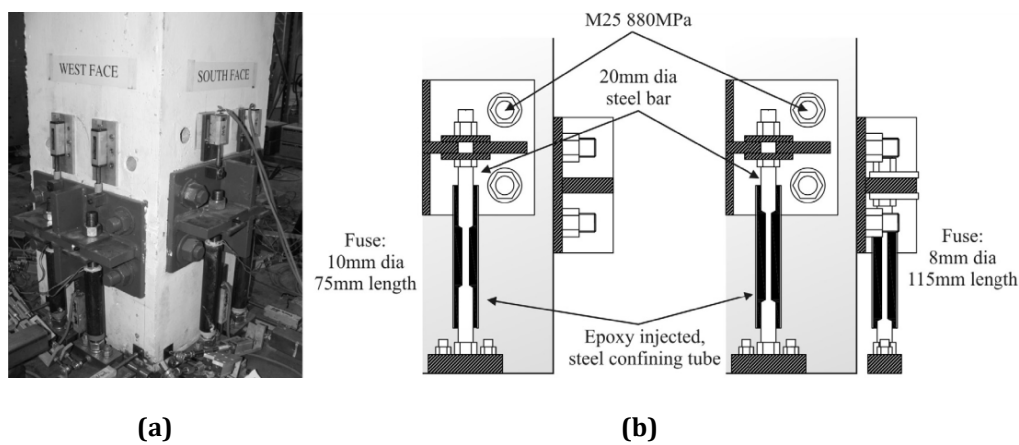 WEST FACE
SOUTH FACE
M25 880MPa
20mm dia
steel bar
Fuse:
10mm dia
75mm length
Fuse:
8mm dia
115mm length
Epoxy injected,
steel confining tube
(a)
(b)